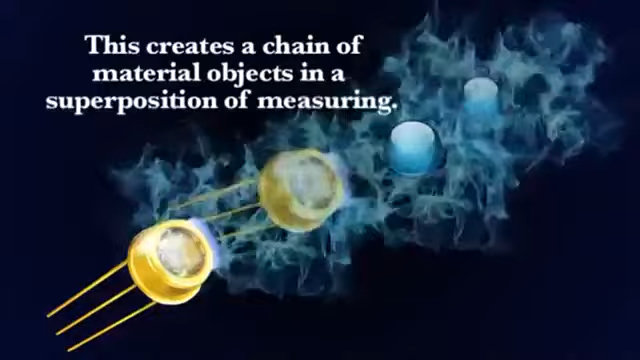 This creates a chain of
material objects in a
superposition of measuring.